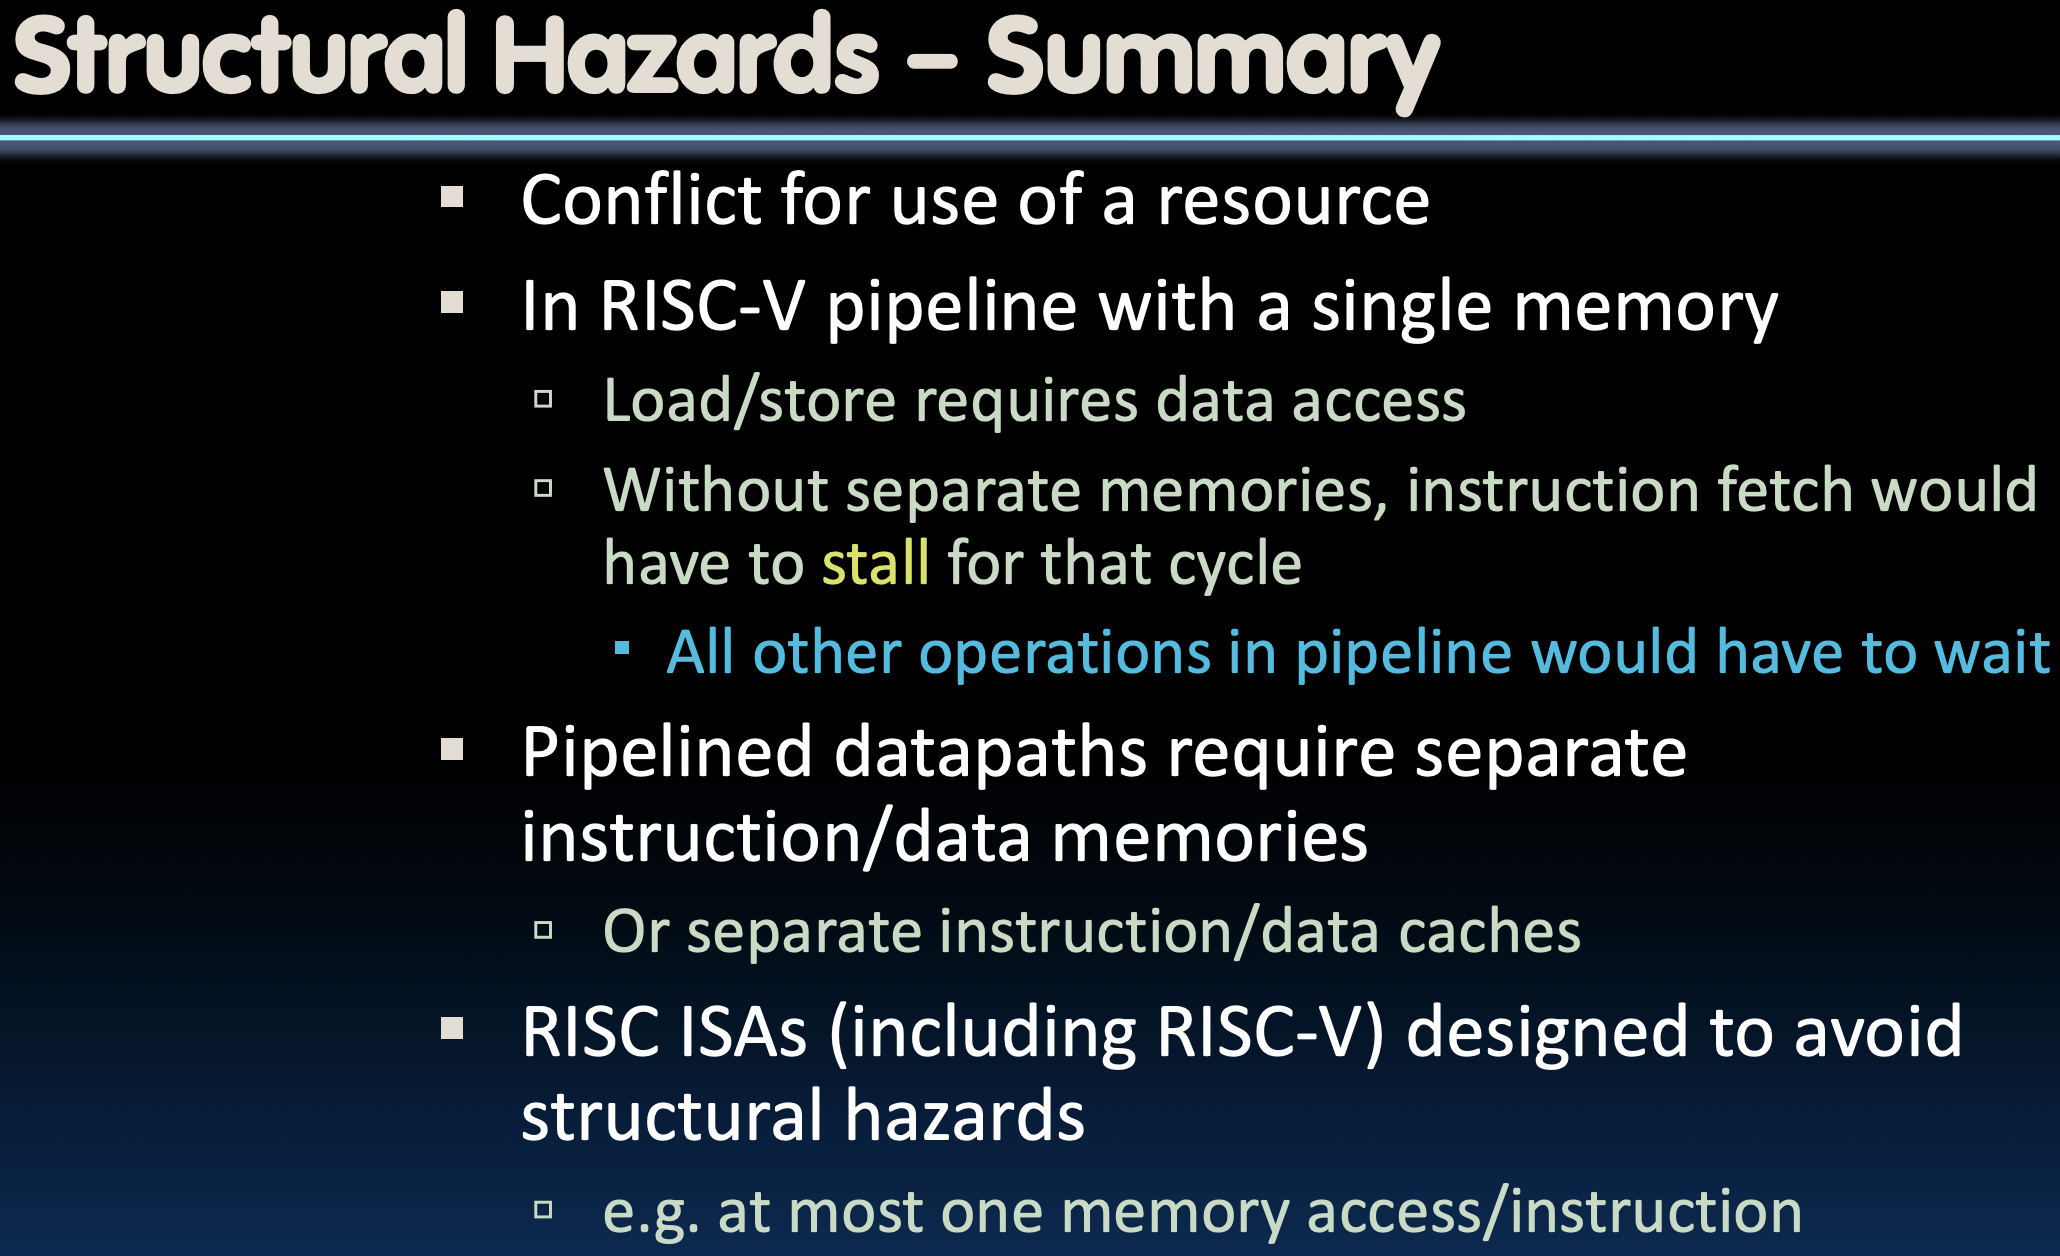 Structural Hazards – Summary
Conflict for use of a resource
In RISC-V pipeline with a single memory
Load/store requires data access
Without separate memories, instruction fetch would
have to stall for that cycle
All other operations in pipeline would have to wait
Pipelined datapaths require separate
instruction/data memories
Or separate instruction/data caches
RISC ISAs (including RISC-V) designed to avoid
structural hazards
e.g. at most one memory access/instruction